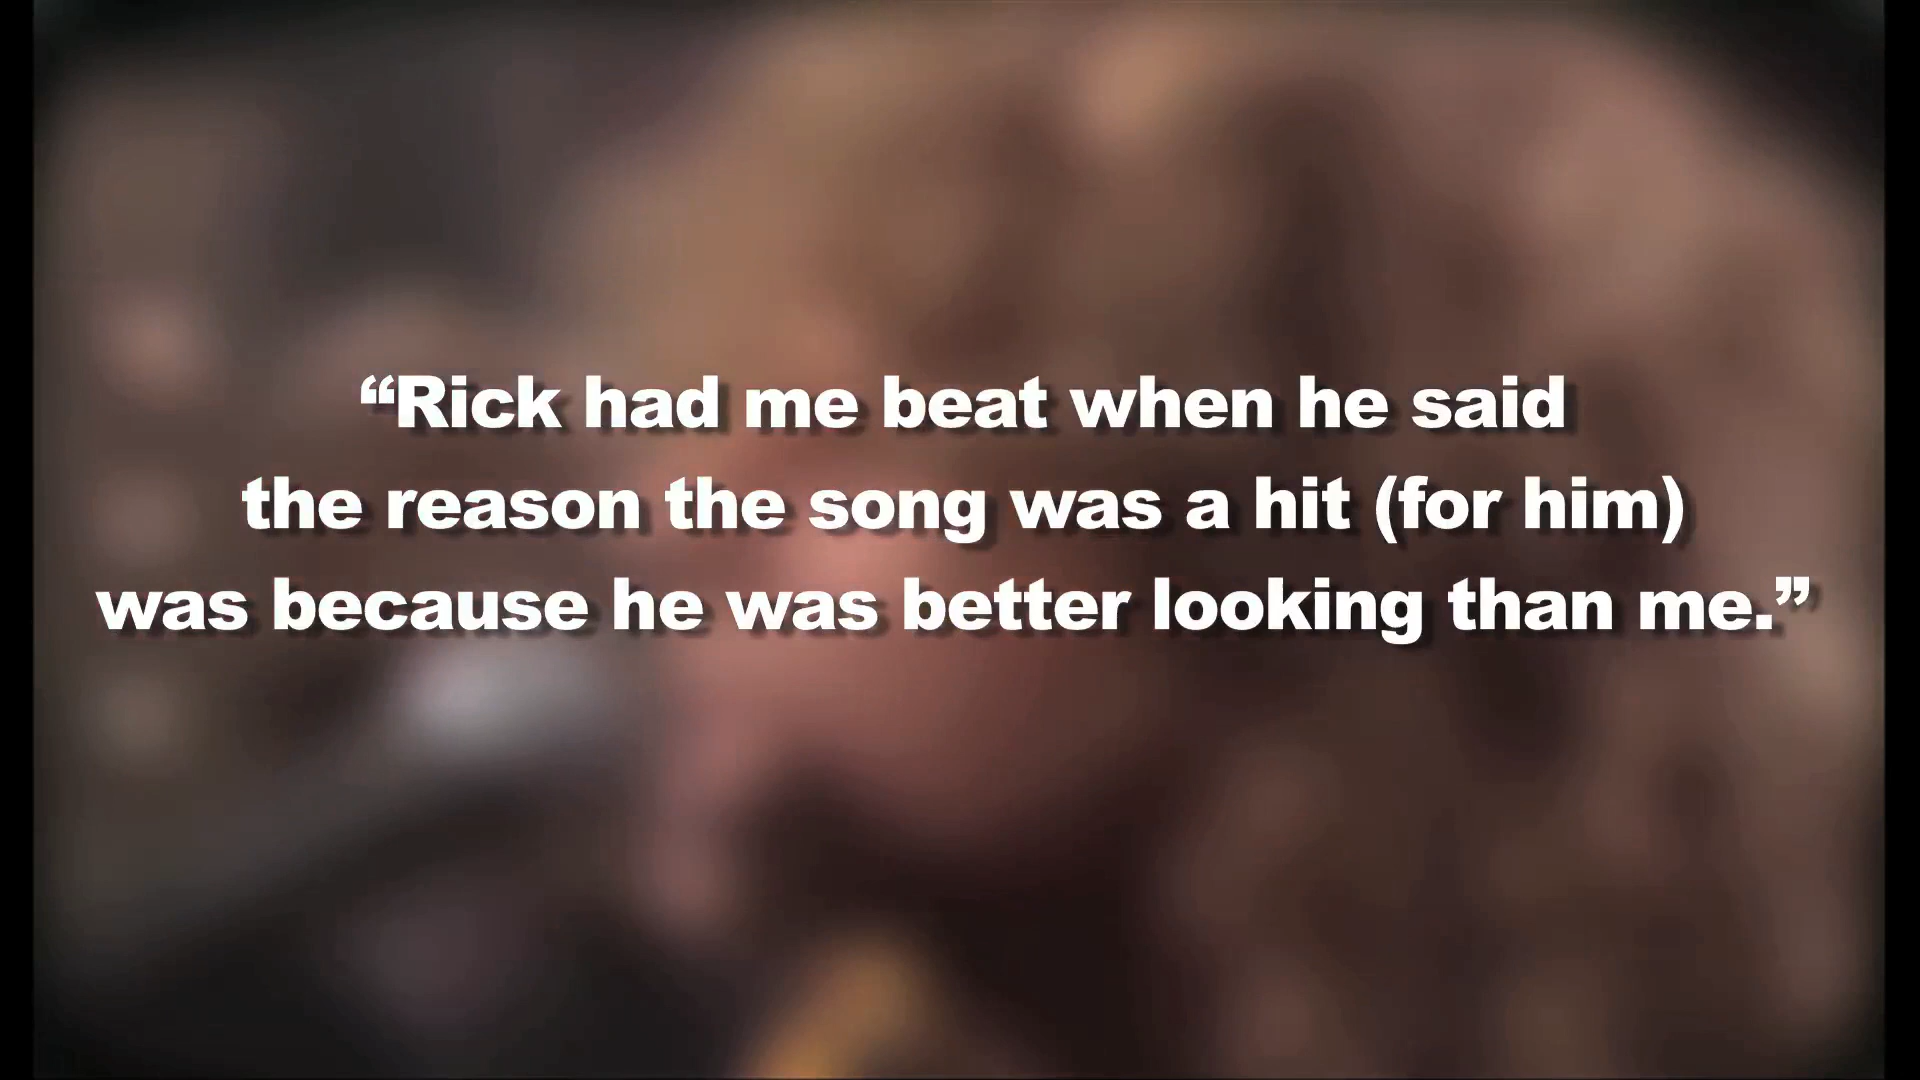 “Rick had me beat when he said
the reason the song was a hit (for him)
was because he was better looking than me.”